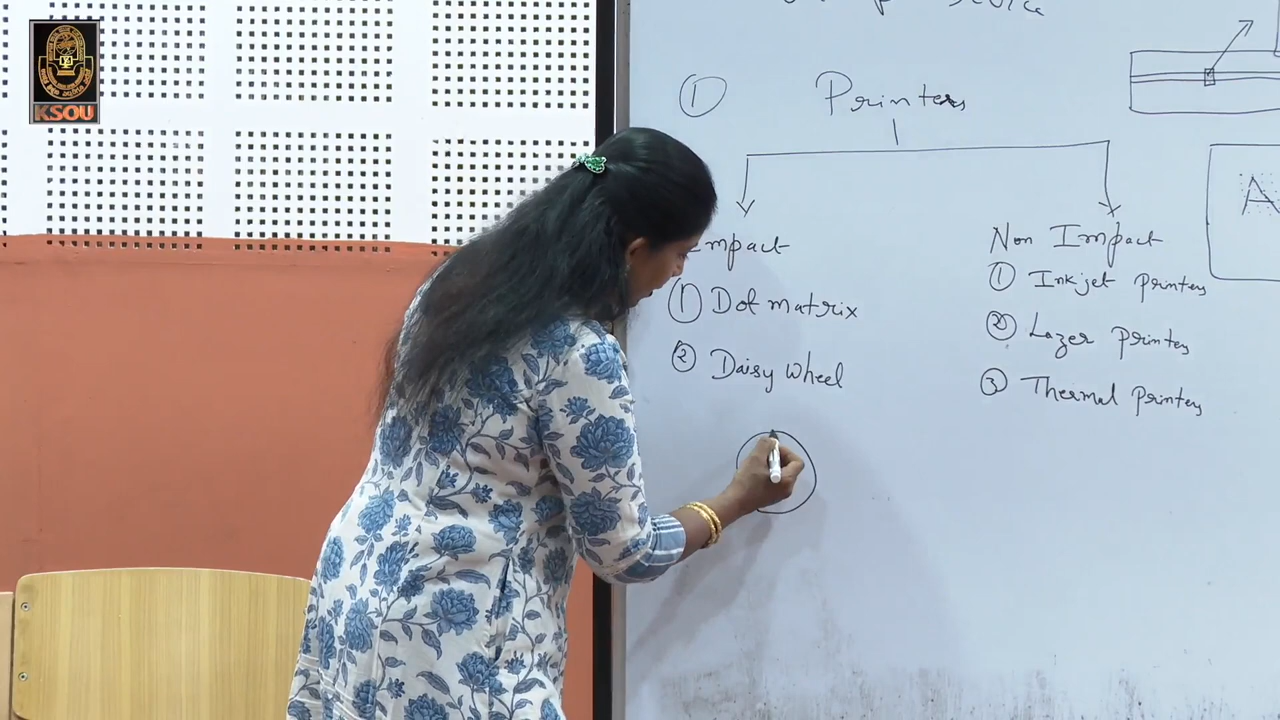 KSOU
① Printers
Impact
① Dot matrix
② Daisy Wheel
Non Impact
① Inkjet printers
② Lazer printers
③ Thermal printers
A